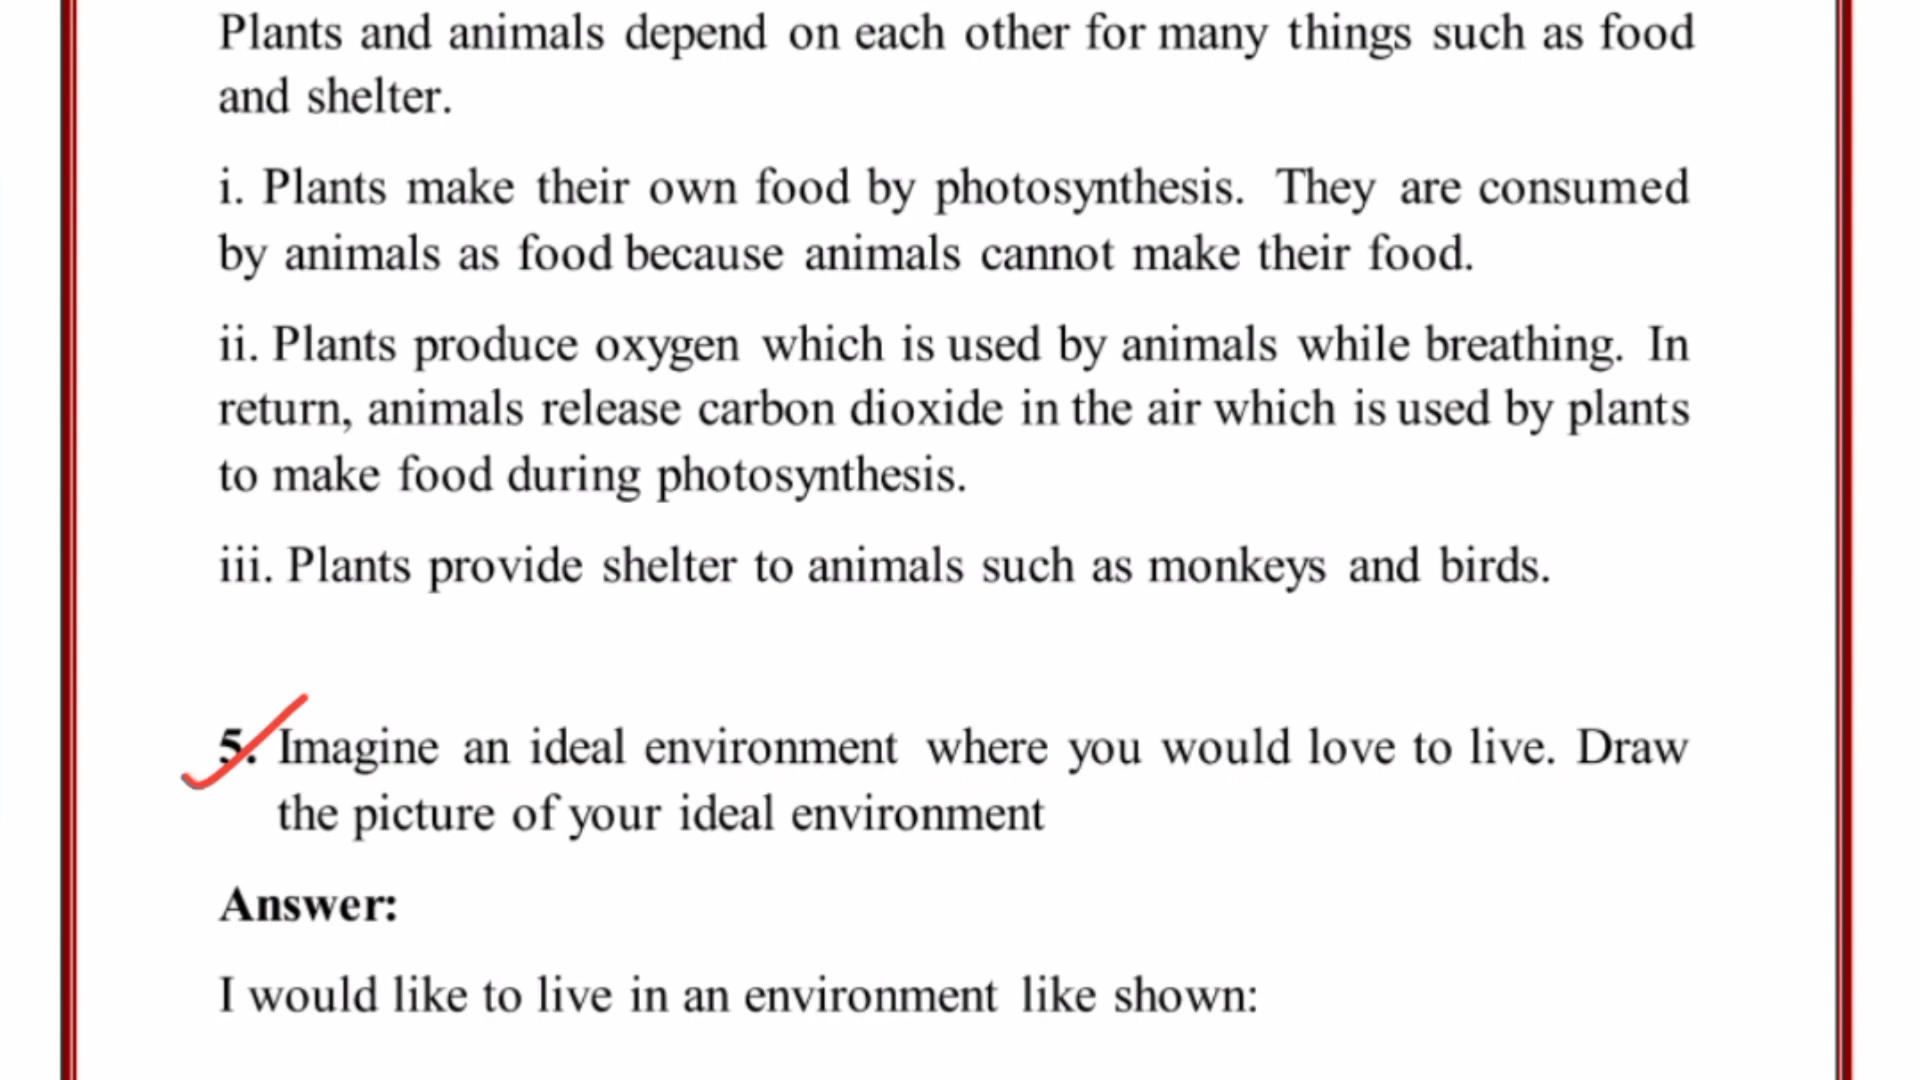 Plants and animals depend on each other for many things such as food
and shelter.
i. Plants make their own food by photosynthesis. They are consumed
by animals as food because animals cannot make their food.
ii. Plants produce oxygen which is used by animals while breathing. In
return, animals release carbon dioxide in the air which is used by plants
to make food during photosynthesis.
iii. Plants provide shelter to animals such as monkeys and birds.
5. Imagine an ideal environment where you would love to live. Draw
the picture of your ideal environment
Answer:
I would like to live in an environment like shown: